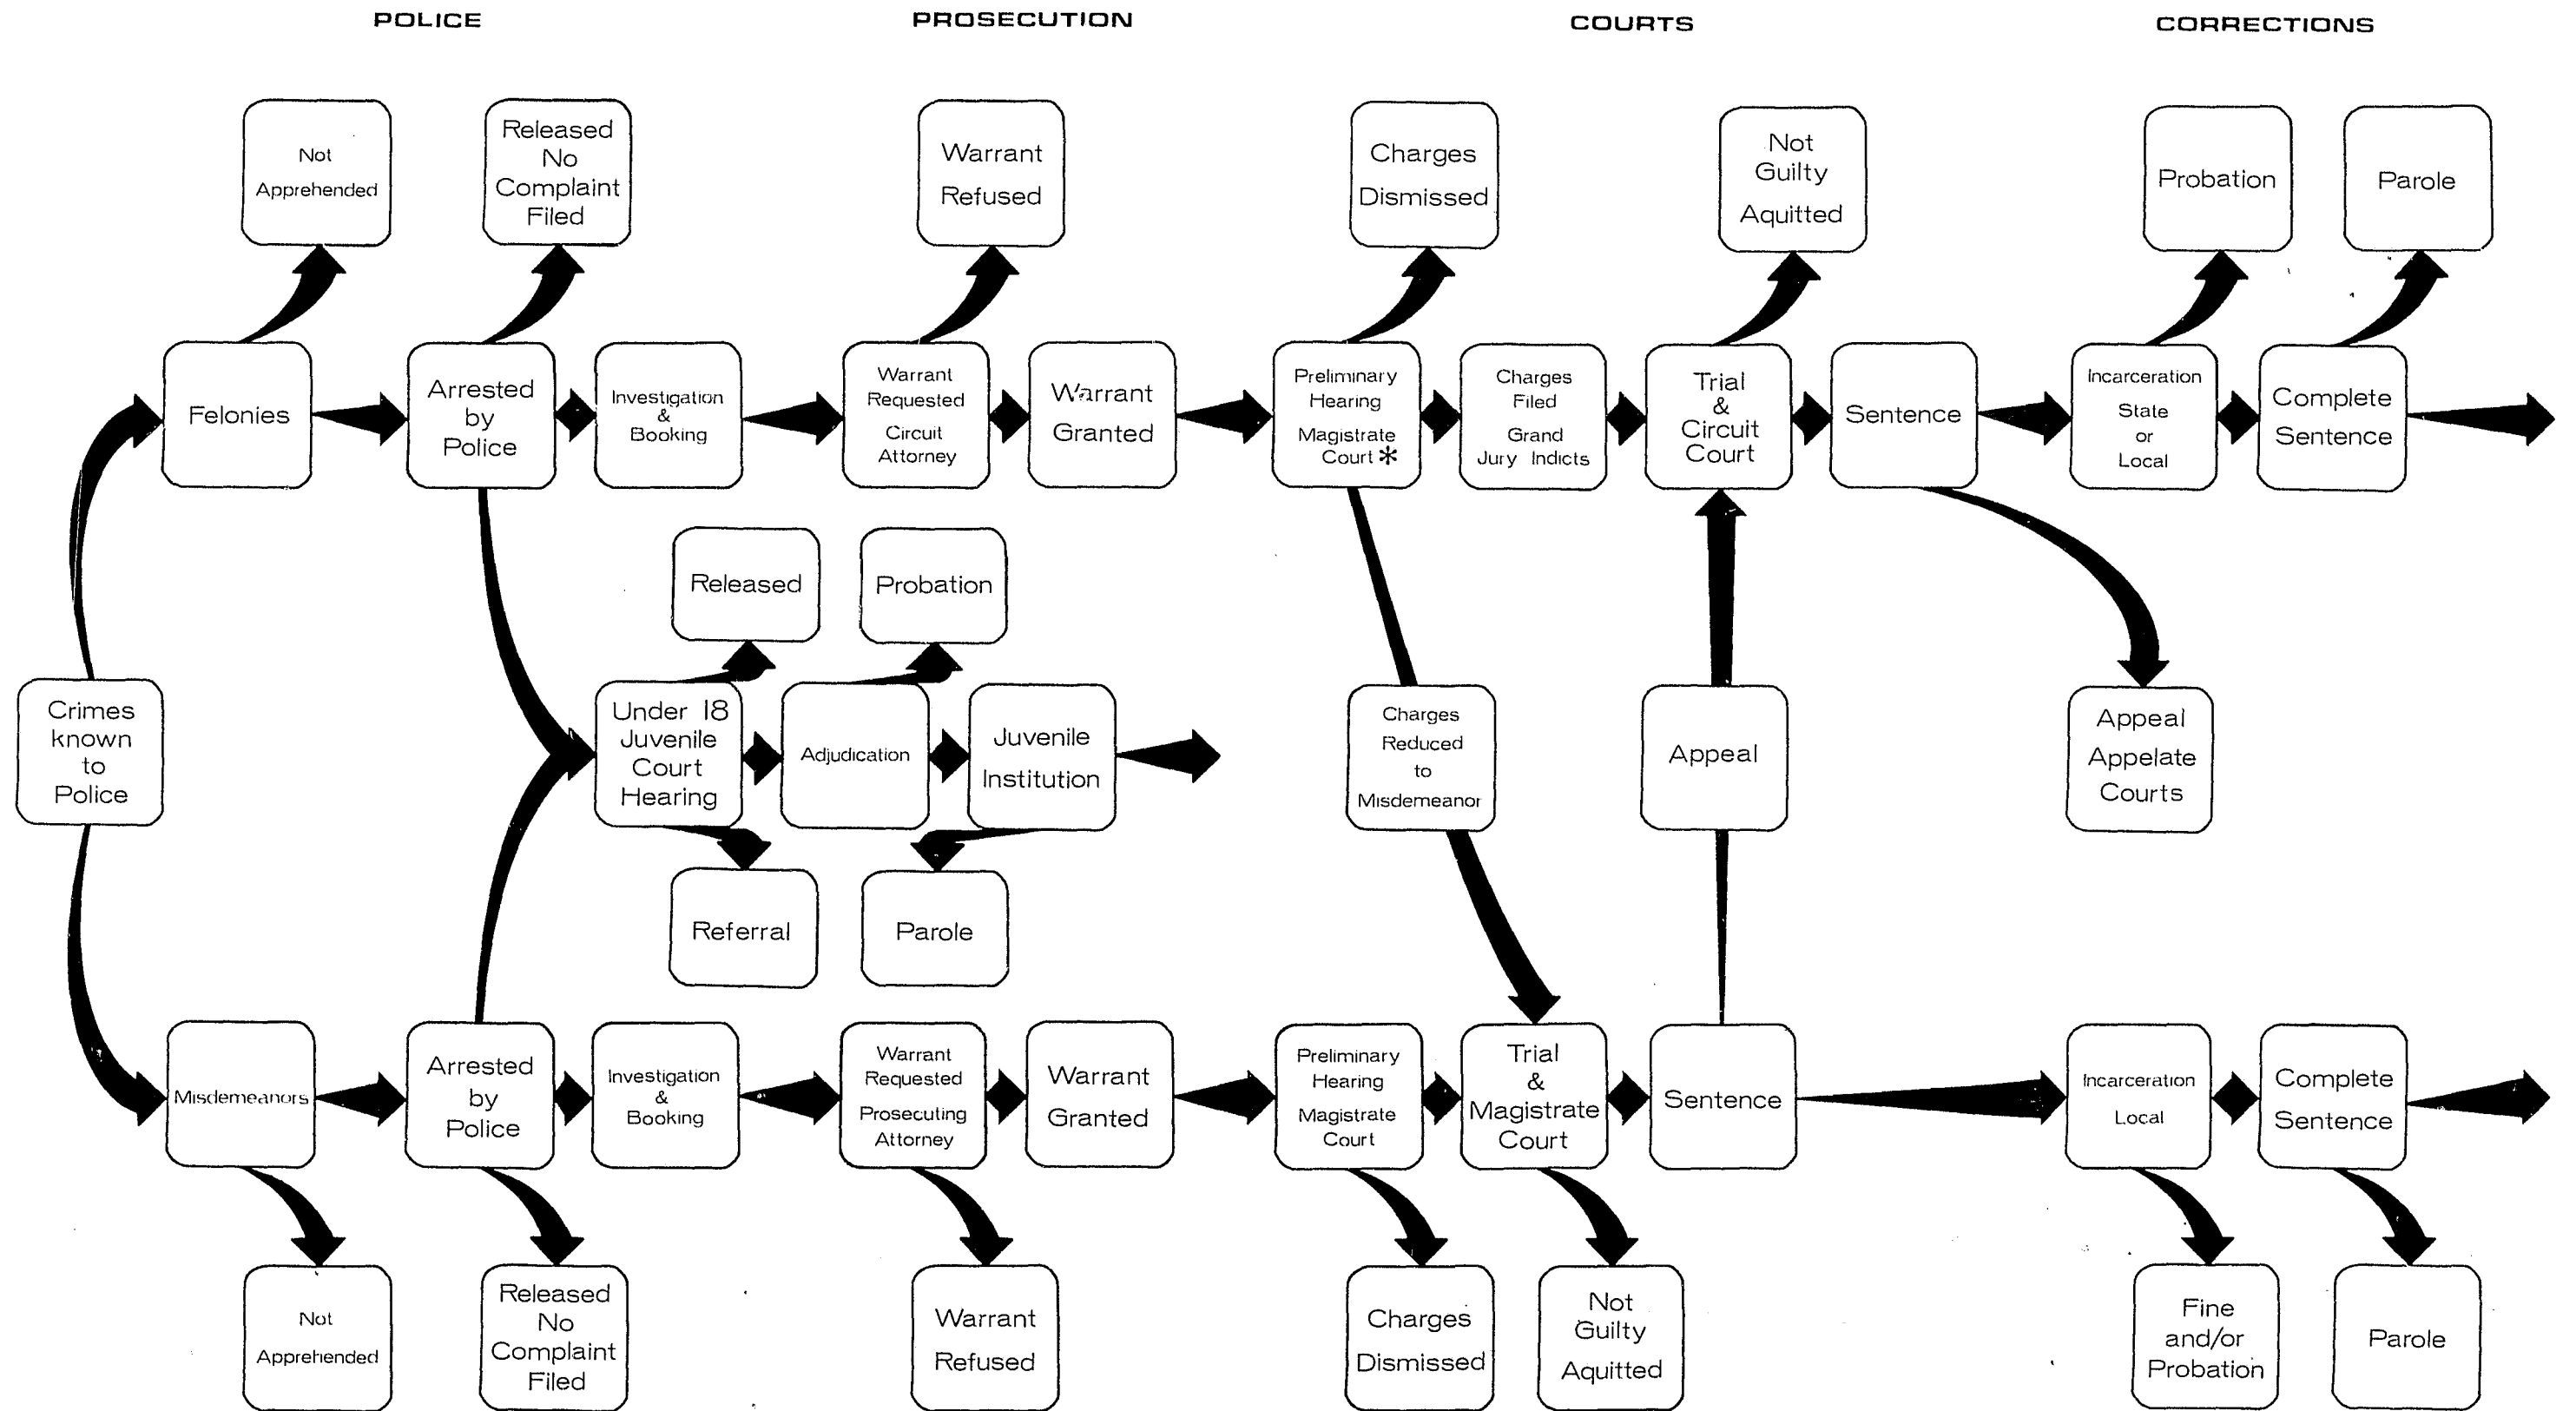 POLICE
PROSECUTION
COURTS
CORRECTIONS
Not
Apprehended
Released
No
Complaint
Filed
Warrant
Refused
Charges
Dismissed
Not
Guilty
Aquitted
Probation
Parole
Felonies
Arrested
by
Police
Investigation
&
Booking
Warrant
Requested
Circuit
Attorney
Warrant
Granted
Preliminary
Hearing
Magistrate
Court *
Charges
Filed
Grand
Jury Indicts
Trial
&
Circuit
Court
Sentence
Incarceration
State
or
Local
Complete
Sentence
Released
Probation
Crimes
known
to
Police
Under 18
Juvenile
Court
Hearing
Adjudication
Juvenile
Institution
Charges
Reduced
to
Misdemeanor
Appeal
Appeal
Appelate
Courts
Referral
Parole
Misdemeanors
Arrested
by
Police
Investigation
&
Booking
Warrant
Requested
Prosecuting
Attorney
Warrant
Granted
Preliminary
Hearing
Magistrate
Court
Trial
&
Magistrate
Court
Sentence
Incarceration
Local
Complete
Sentence
Not
Apprehended
Released
No
Complaint
Filed
Warrant
Refused
Charges
Dismissed
Not
Guilty
Aquitted
Fine
and/or
Probation
Parole